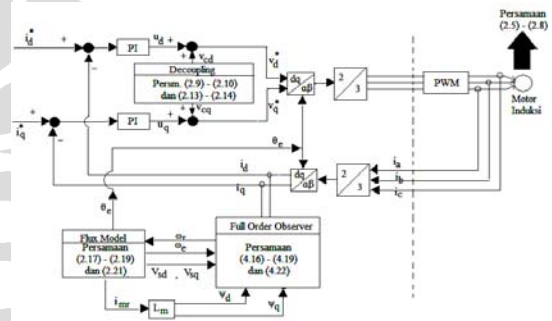 Persamaan
(2.5) - (2.8)
i*d
+
+
PI
ud
+
+
vcd
v*d
Decoupling
Persm. (2.9) - (2.10)
dan (2.13) - (2.14)
dq
αβ
2
3
PWM
Motor
Induksi
i*q
+
PI
uq
+
vcq
v*q
θe
id
iq
dq
αβ
2
3
ia
ib
ic
θe
Flux Model
Persamaan
(2.17) - (2.19)
dan (2.21)
ωr
ωe
Vsd , Vsq
Full Order Observer
Persamaan
(4.16) - (4.19)
dan (4.22)
imr
Lm
Ψd
Ψq